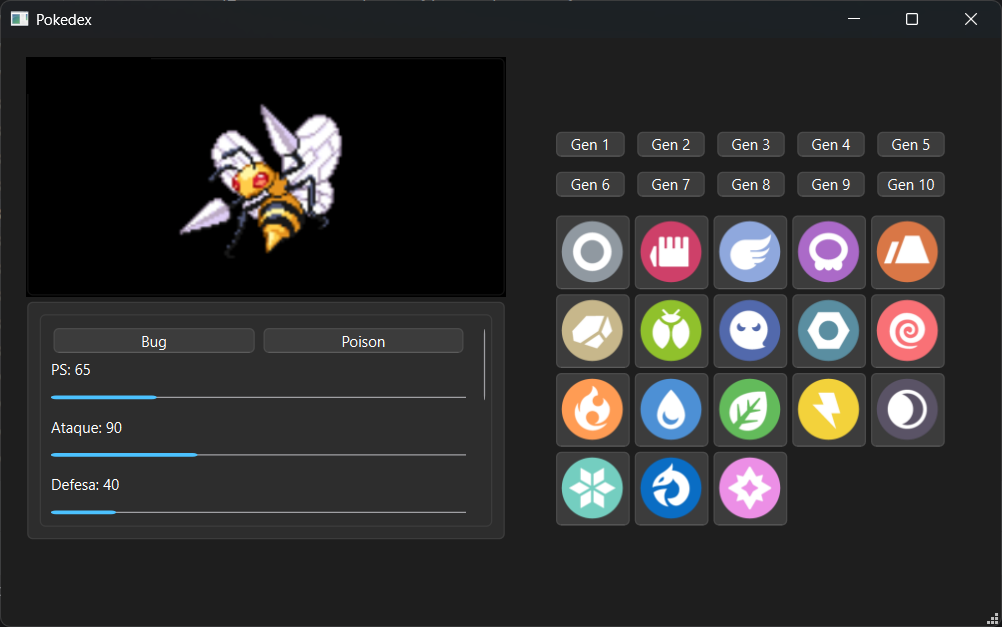 Pokedex
Gen 1 Gen 2 Gen 3 Gen 4 Gen 5
Gen 6 Gen 7 Gen 8 Gen 9 Gen 10
Bug Poison
PS: 65
Ataque: 90
Defesa: 40